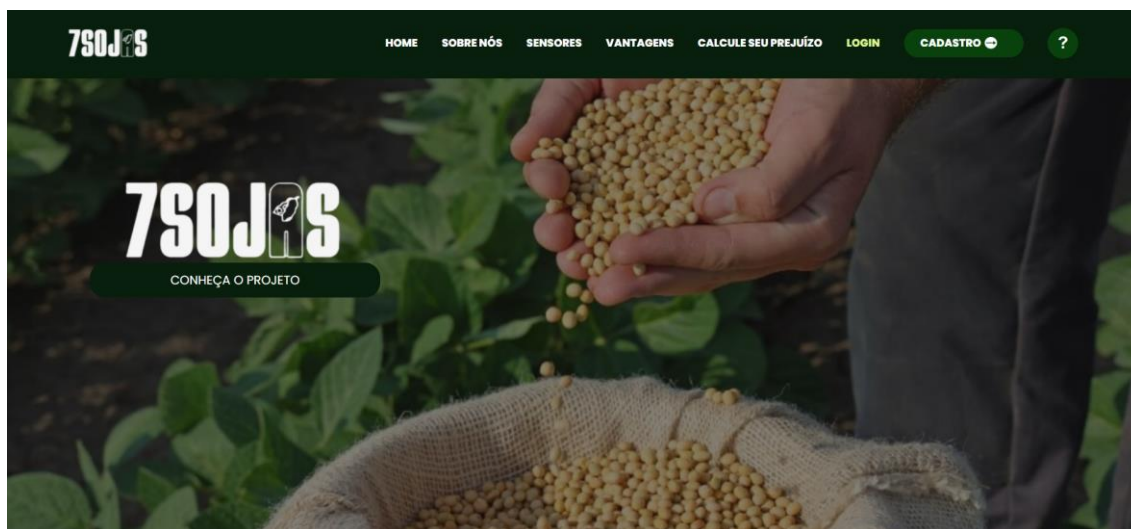 7SOJAS
HOME SOBRE NÓS SENSORES VANTAGENS CALCULE SEU PREJUÍZO LOGIN CADASTRO ?
7SOJAS
CONHEÇA O PROJETO